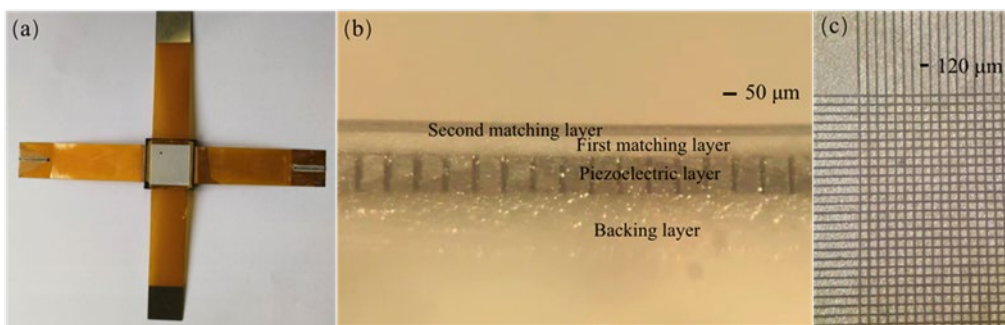 (a)
(b)
50 μm
Second matching layer
First matching layer
Piezoelectric layer
Backing layer
(c)
120 μm